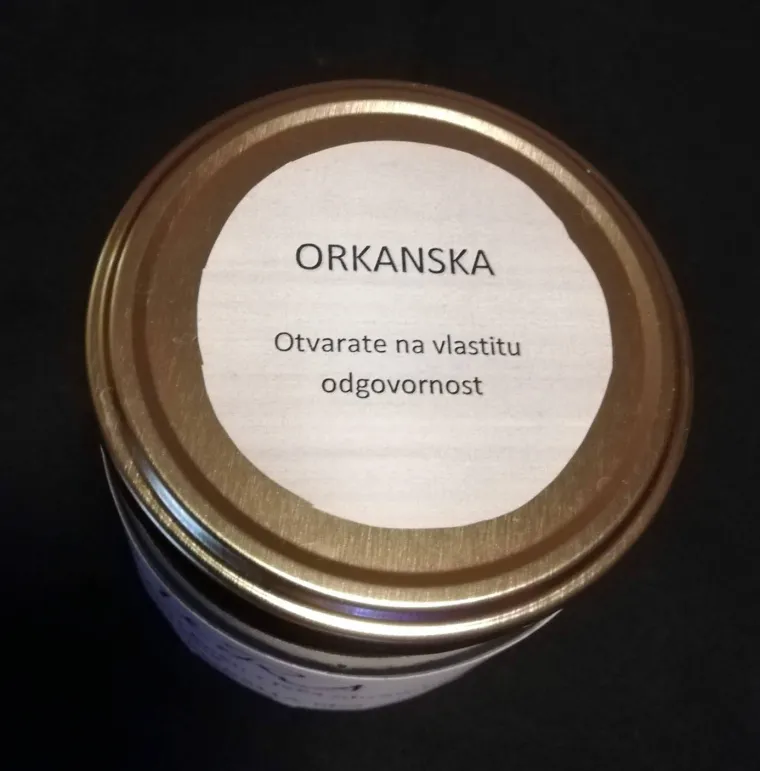 ORKANSKA
Otvarate na vlastitu
odgovornost